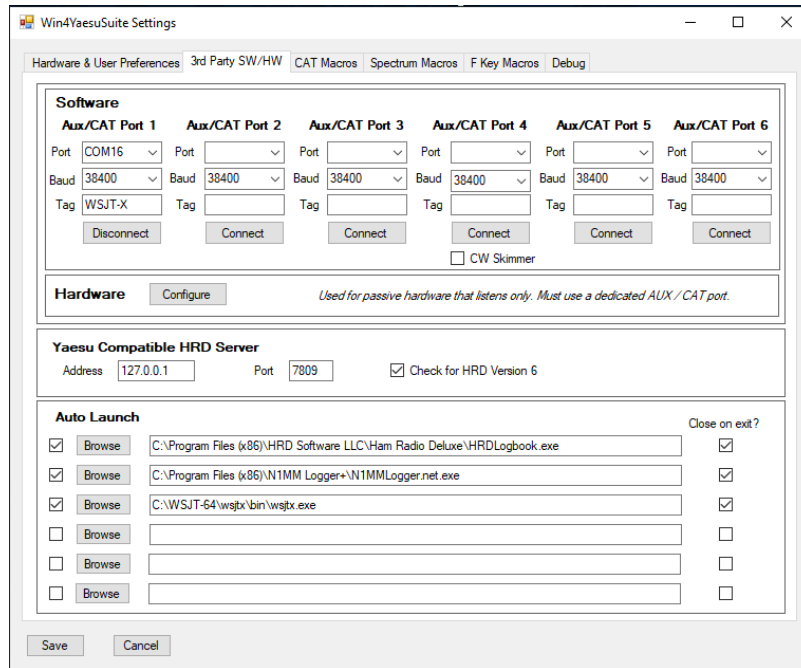 Win4YaesuSuite Settings
Hardware & User Preferences 3rd Party SW/HW CAT Macros Spectrum Macros F Key Macros Debug
Software
Aux/CAT Port 1 Aux/CAT Port 2 Aux/CAT Port 3 Aux/CAT Port 4 Aux/CAT Port 5 Aux/CAT Port 6
Port COM16 Port Port Port Port Port
Baud 38400 Baud 38400 Baud 38400 Baud 38400 Baud 38400 Baud 38400
Tag WSJT-X Tag Tag Tag Tag Tag
Disconnect Connect Connect Connect Connect Connect
CW Skimmer
Hardware Configure Used for passive hardware that listens only. Must use a dedicated AUX / CAT port.
Yaesu Compatible HRD Server
Address 127.0.0.1 Port 7809 Check for HRD Version 6
Auto Launch
Close on exit?
Browse C:\Program Files (x86)\HRD Software LLC\Ham Radio Deluxe\HRDLogbook.exe
Browse C:\Program Files (x86)\N1MM Logger+\N1MMLogger.net.exe
Browse C:\WSJT-64\wsjtx\bin\wsjtx.exe
Browse
Browse
Browse
Save Cancel